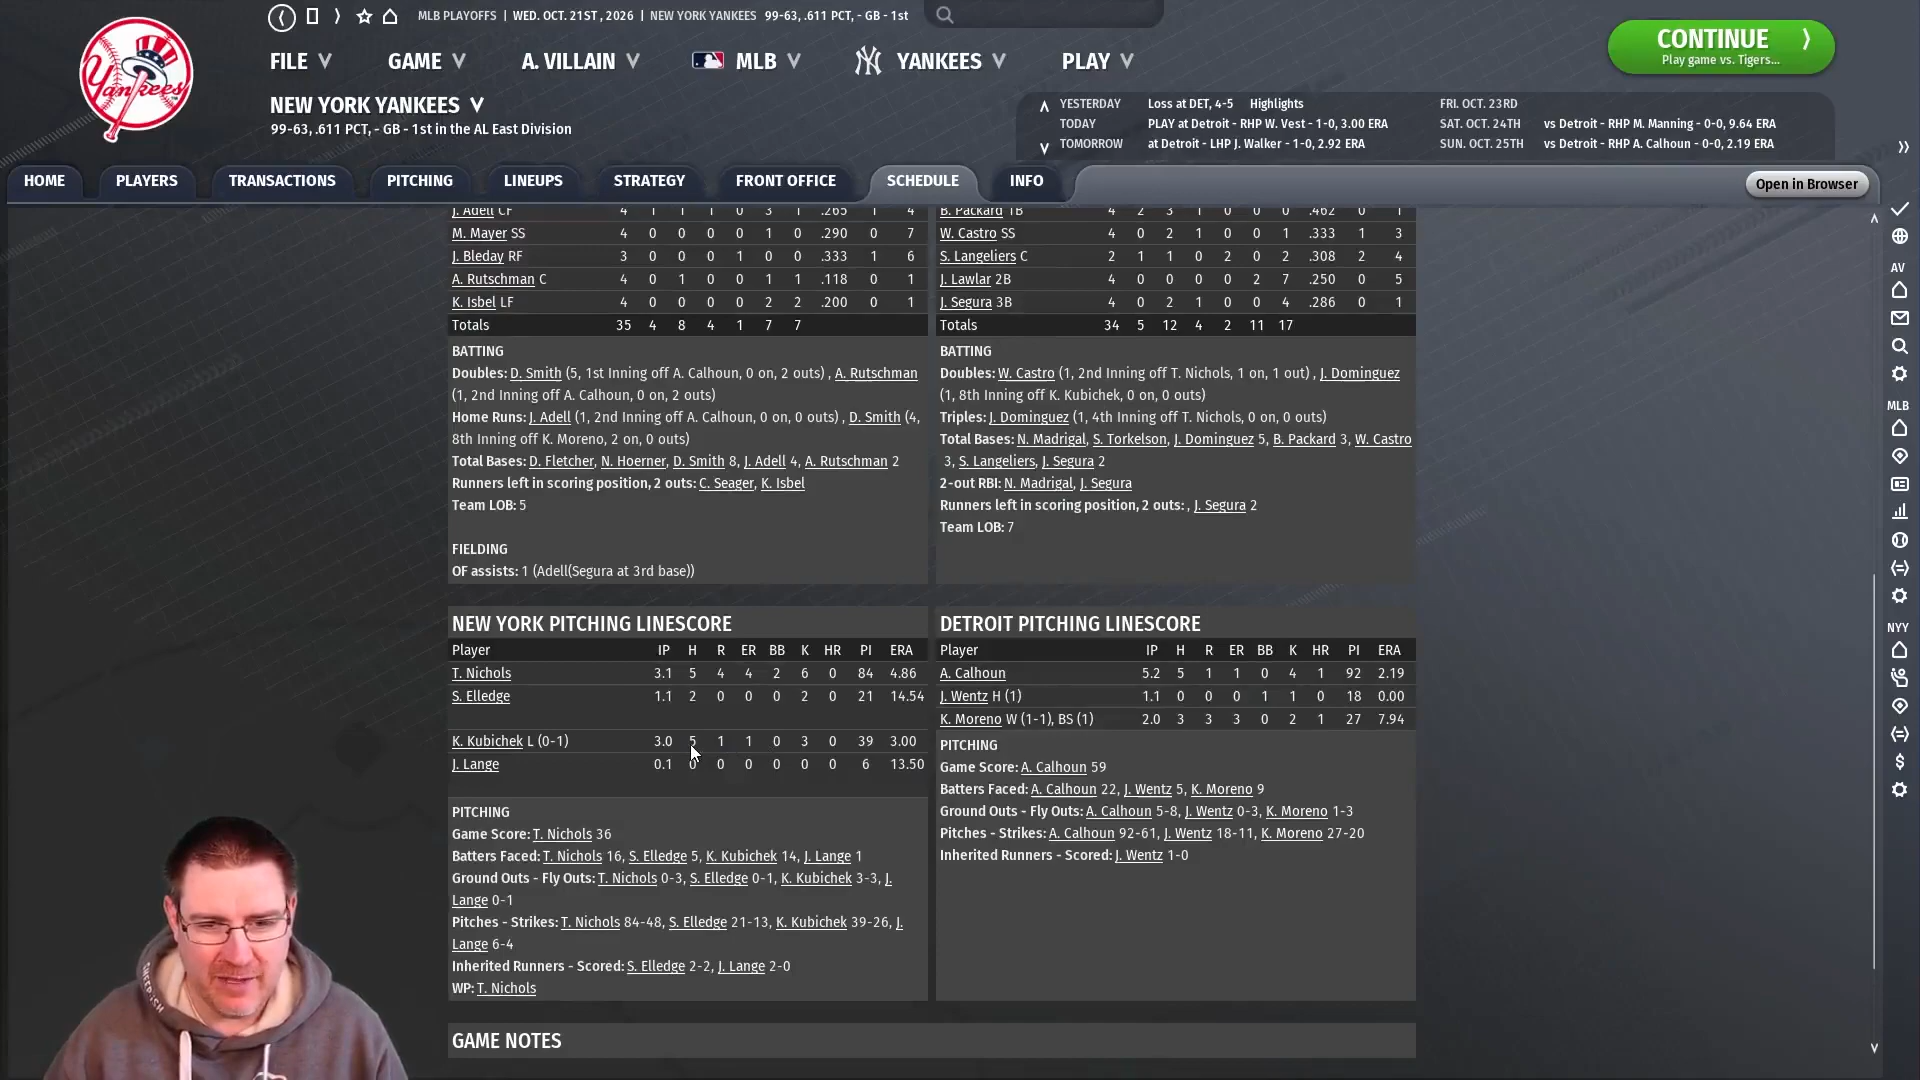 MLB PLAYOFFS | WED. OCT. 21ST , 2026 | NEW YORK YANKEES 99-63, .611 PCT, - GB - 1st
Yankees
FILE GAME A. VILLAIN MLB YANKEES PLAY
CONTINUE
Play game vs. Tigers...
NEW YORK YANKEES
99-63, .611 PCT, - GB - 1st in the AL East Division
YESTERDAY Loss at DET, 4-5 Highlights FRI. OCT. 23RD
TODAY PLAY at Detroit - RHP W. Vest - 1-0, 3.00 ERA SAT. OCT. 24TH vs Detroit - RHP M. Manning - 0-0, 9.64 ERA
TOMORROW at Detroit - LHP J. Walker - 1-0, 2.92 ERA SUN. OCT. 25TH vs Detroit - RHP A. Calhoun - 0-0, 2.19 ERA
HOME PLAYERS TRANSACTIONS PITCHING LINEUPS STRATEGY FRONT OFFICE SCHEDULE INFO Open in Browser
J. Adell CF 4 1 1 1 0 3 1 .265 1 4
M. Mayer SS 4 0 0 0 0 1 0 .290 0 7
J. Bleday RF 3 0 0 0 1 0 0 .333 1 6
A. Rutschman C 4 0 1 0 0 1 1 .118 0 1
K. Isbel LF 4 0 0 0 0 2 2 .200 0 1
Totals 35 4 8 4 1 7 7
BATTING
Doubles: D. Smith (5, 1st Inning off A. Calhoun, 0 on, 2 outs) , A. Rutschman
(1, 2nd Inning off A. Calhoun, 0 on, 2 outs)
Home Runs: J. Adell (1, 2nd Inning off A. Calhoun, 0 on, 0 outs) , D. Smith (4,
8th Inning off K. Moreno, 2 on, 0 outs)
Total Bases: D. Fletcher, N. Hoerner, D. Smith 8, J. Adell 4, A. Rutschman 2
Runners left in scoring position, 2 outs: C. Seager, K. Isbel
Team LOB: 5
FIELDING
OF assists: 1 (Adell(Segura at 3rd base))
B. Packard 1B 4 2 3 1 0 0 0 .462 0 1
W. Castro SS 4 0 2 1 0 0 1 .333 1 3
S. Langeliers C 2 1 1 0 2 0 2 .308 2 4
J. Lawlar 2B 4 0 0 0 0 2 7 .250 0 5
J. Segura 3B 4 0 2 1 0 0 4 .286 0 1
Totals 34 5 12 4 2 11 17
BATTING
Doubles: W. Castro (1, 2nd Inning off T. Nichols, 1 on, 1 out) , J. Dominguez
(1, 8th Inning off K. Kubichek, 0 on, 0 outs)
Triples: J. Dominguez (1, 4th Inning off T. Nichols, 0 on, 0 outs)
Total Bases: N. Madrigal, S. Torkelson, J. Dominguez 5, B. Packard 3, W. Castro
3, S. Langeliers, J. Segura 2
2-out RBI: N. Madrigal, J. Segura
Runners left in scoring position, 2 outs: , J. Segura 2
Team LOB: 7
NEW YORK PITCHING LINESCORE
Player IP H R ER BB K HR PI ERA
T. Nichols 3.1 5 4 4 2 6 0 84 4.86
S. Elledge 1.1 2 0 0 0 2 0 21 14.54
K. Kubichek L (0-1) 3.0 5 1 1 0 3 0 39 3.00
J. Lange 0.1 0 0 0 0 0 0 6 13.50
PITCHING
Game Score: T. Nichols 36
Batters Faced: T. Nichols 16, S. Elledge 5, K. Kubichek 14, J. Lange 1
Ground Outs - Fly Outs: T. Nichols 0-3, S. Elledge 0-1, K. Kubichek 3-3, J.
Lange 0-1
Pitches - Strikes: T. Nichols 84-48, S. Elledge 21-13, K. Kubichek 39-26, J.
Lange 6-4
Inherited Runners - Scored: S. Elledge 2-2, J. Lange 2-0
WP: T. Nichols
DETROIT PITCHING LINESCORE
Player IP H R ER BB K HR PI ERA
A. Calhoun 5.2 5 1 1 0 4 1 92 2.19
J. Wentz H (1) 1.1 0 0 0 1 1 0 18 0.00
K. Moreno W (1-1), BS (1) 2.0 3 3 3 0 2 1 27 7.94
PITCHING
Game Score: A. Calhoun 59
Batters Faced: A. Calhoun 22, J. Wentz 5, K. Moreno 9
Ground Outs - Fly Outs: A. Calhoun 5-8, J. Wentz 0-3, K. Moreno 1-3
Pitches - Strikes: A. Calhoun 92-61, J. Wentz 18-11, K. Moreno 27-20
Inherited Runners - Scored: J. Wentz 1-0
GAME NOTES
AV
MLB
NYY